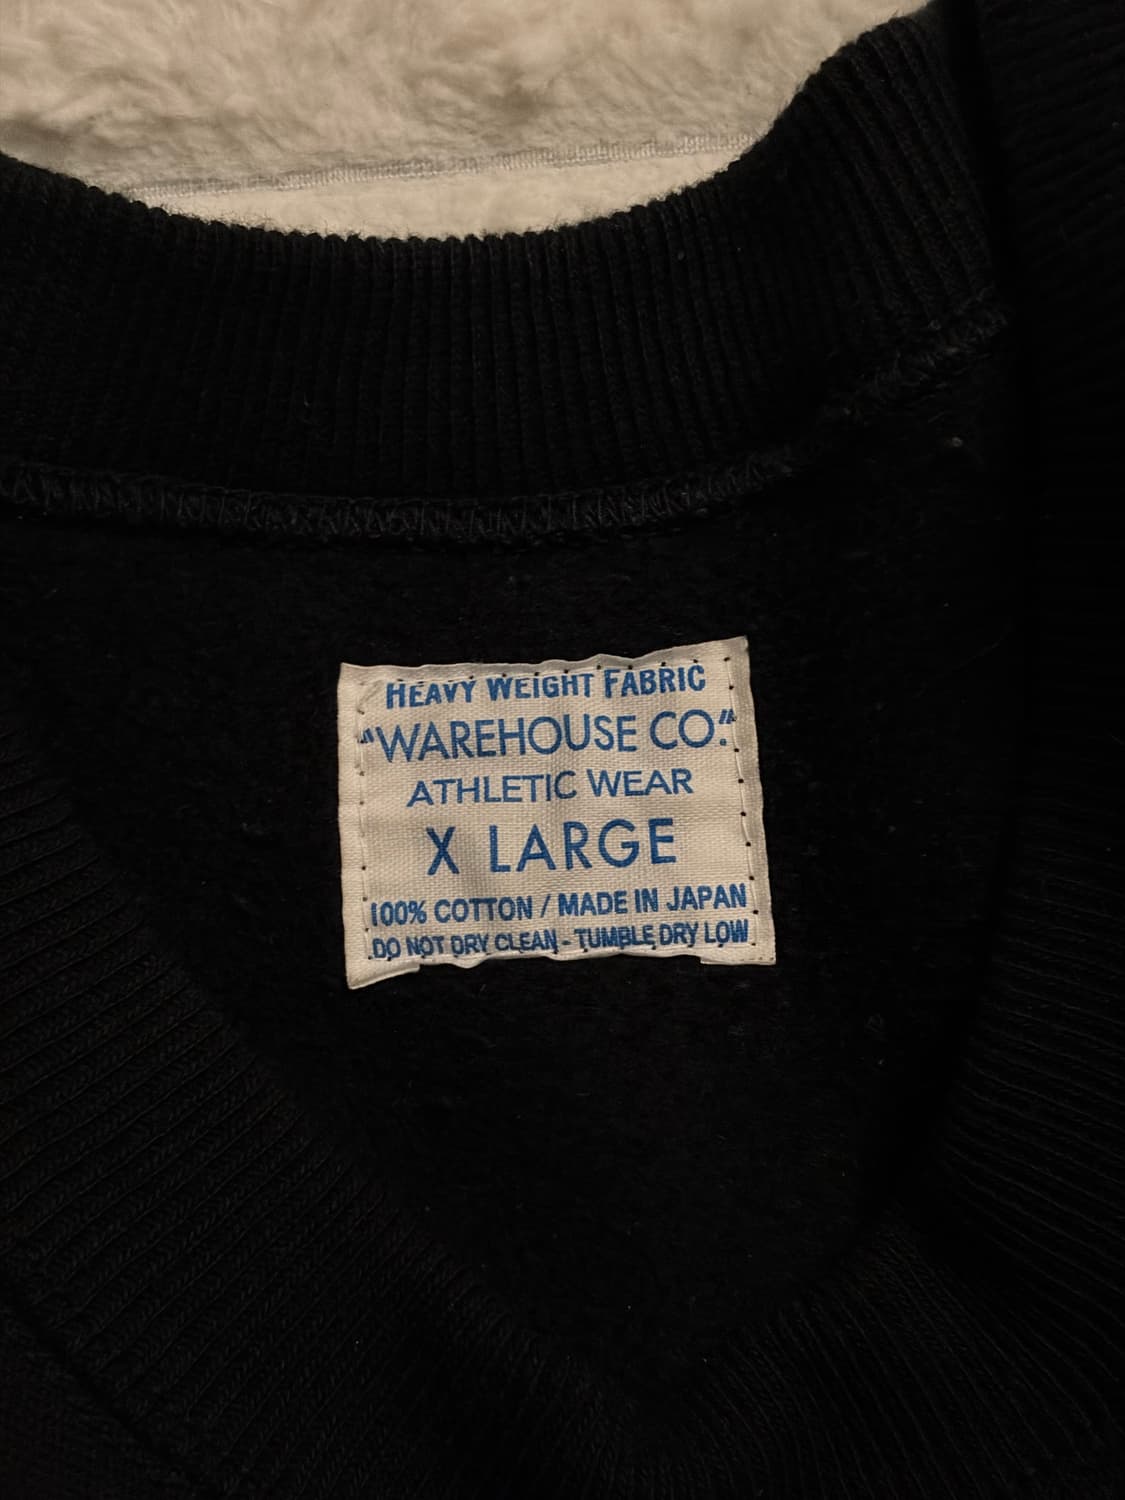 HEAVY WEIGHT FABRIC
"WAREHOUSE CO."
ATHLETIC WEAR
X LARGE
100% COTTON / MADE IN JAPAN
DO NOT DRY CLEAN - TUMBLE DRY LOW